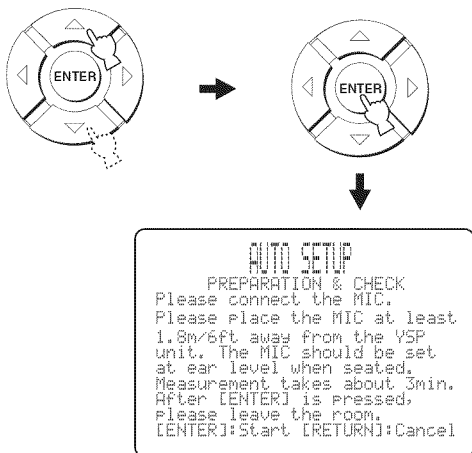 ENTER
ENTER
AUTO SETUP
PREPARATION & CHECK
Please connect the MIC.
Please place the MIC at least
1.8m/6ft away from the YSP
unit. The MIC should be set
at ear level when seated.
Measurement takes about 3min.
After [ENTER] is pressed,
please leave the room.
[ENTER]:Start [RETURN]:Cancel